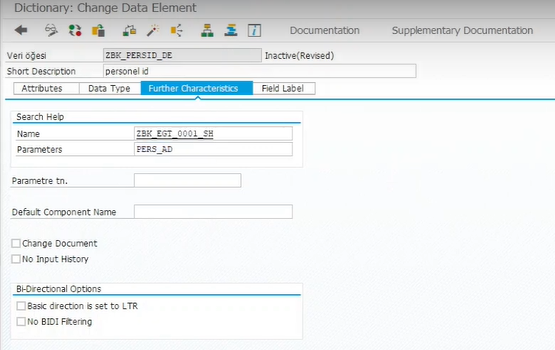 Dictionary: Change Data Element
Documentation Supplementary Documentation
Veri öğesi ZBK_PERSID_DE Inactive(Revised)
Short Description personel id
Attributes Data Type Further Characteristics Field Label
Search Help
Name ZBK_EGT_0001_SH
Parameters PERS_AD
Parametre tn.
Default Component Name
Change Document
No Input History
Bi-Directional Options
Basic direction is set to LTR
No BIDI Filtering